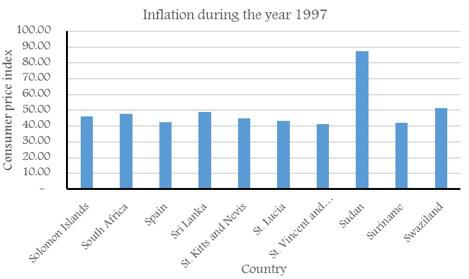 Inflation during the year 1997
Consumer price index
100.00
90.00
80.00
70.00
60.00
50.00
40.00
30.00
20.00
10.00
-
Solomon Islands
South Africa
Spain
Sri Lanka
St. Kitts and Nevis
St. Lucia
St. Vincent and…
Sudan
Suriname
Swaziland
Country